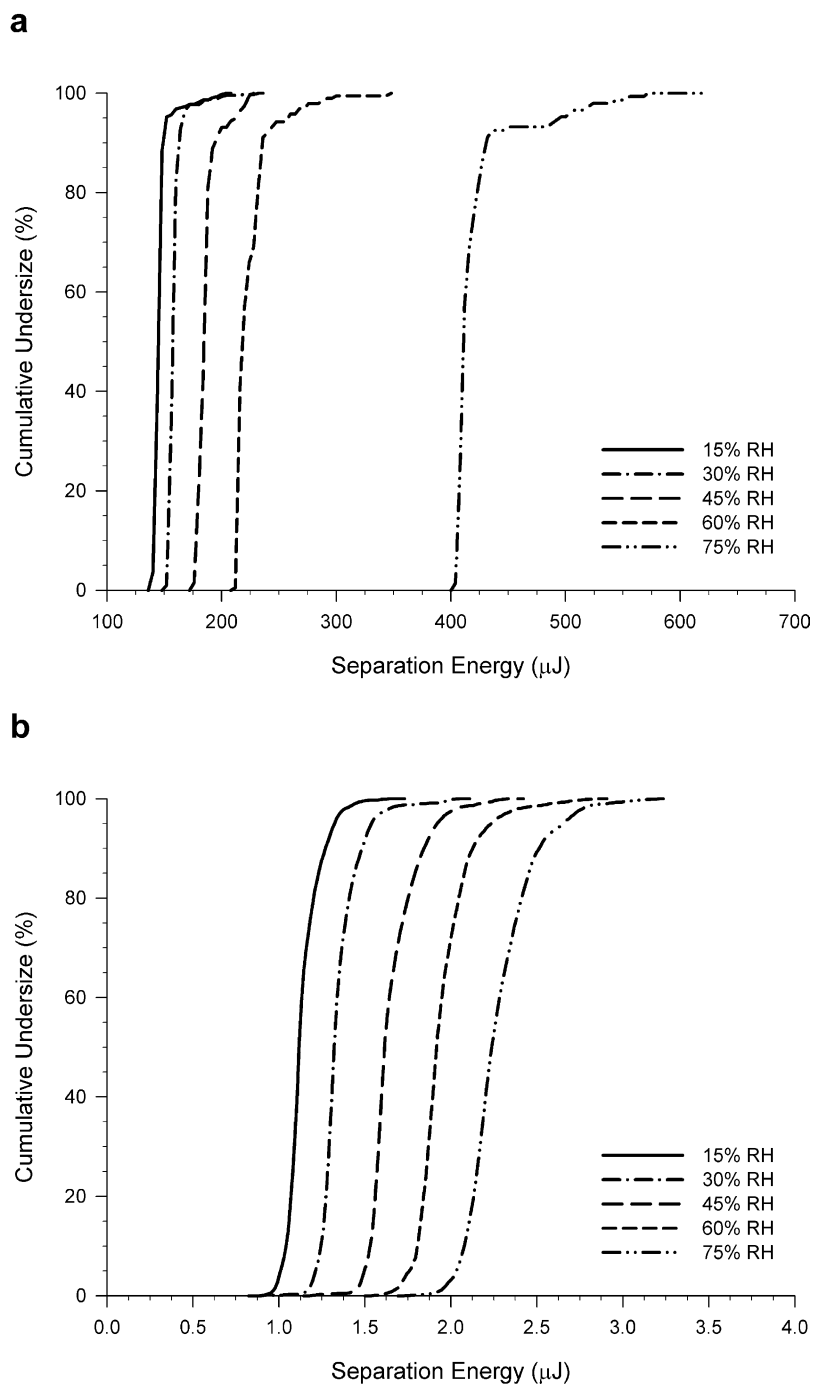 a
100
80
60
40
20
0
Cumulative Undersize (%)
100 200 300 400 500 600 700
Separation Energy (μJ)
15% RH
30% RH
45% RH
60% RH
75% RH
b
100
80
60
40
20
0
Cumulative Undersize (%)
0.0 0.5 1.0 1.5 2.0 2.5 3.0 3.5 4.0
Separation Energy (μJ)
15% RH
30% RH
45% RH
60% RH
75% RH